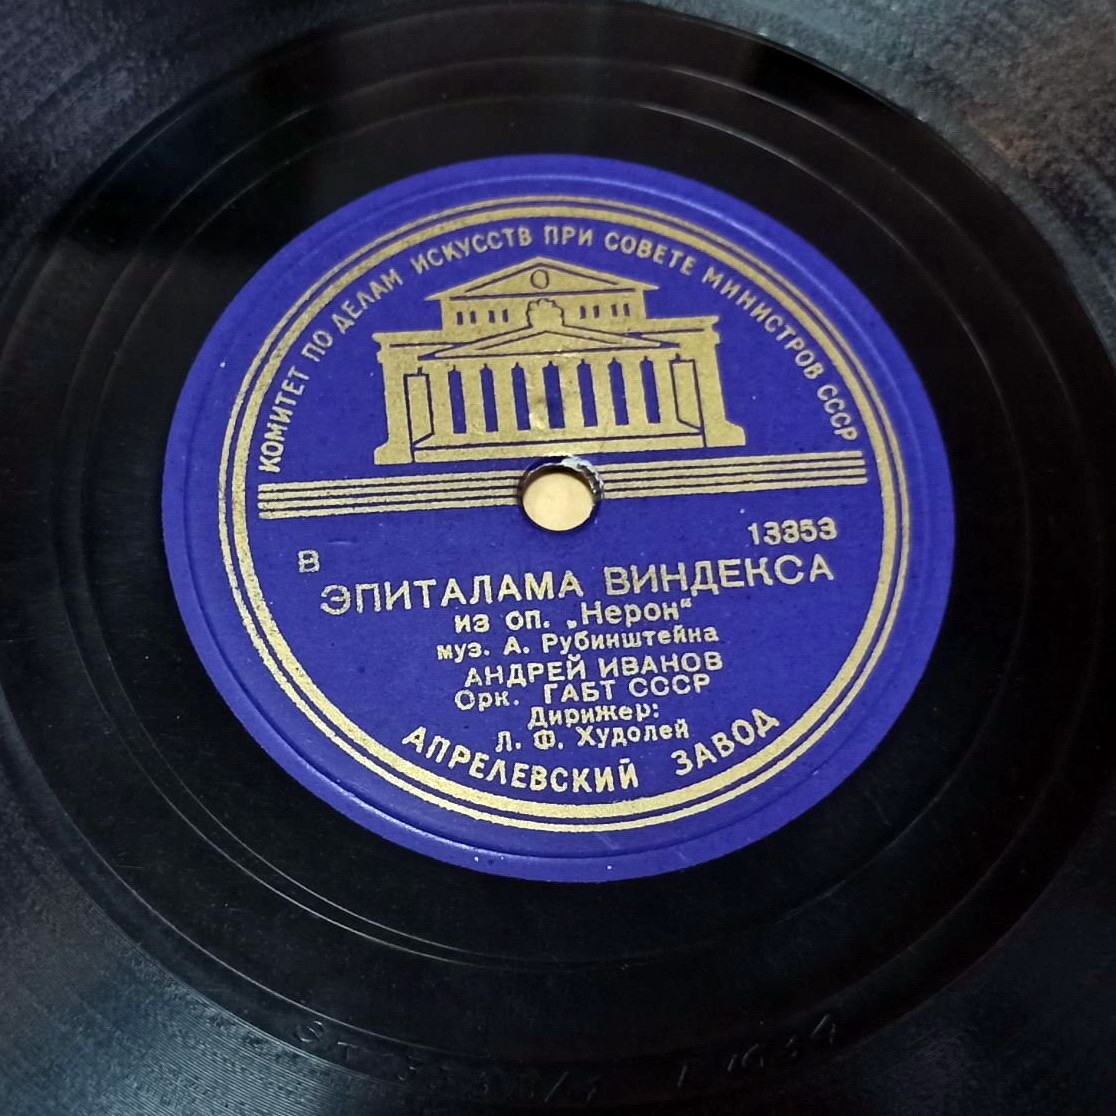 КОМИТЕТ ПО ДЕЛАМ ИСКУССТВ ПРИ СОВЕТЕ МИНИСТРОВ СССР
В
13353
ЭПИТАЛАМА ВИНДЕКСА
из оп. „Нерон“
муз. А. Рубинштейна
АНДРЕЙ ИВАНОВ
Орк. ГАБТ СССР
Дирижер:
Л. Ф. Худолей
АПРЕЛЕВСКИЙ ЗАВОД